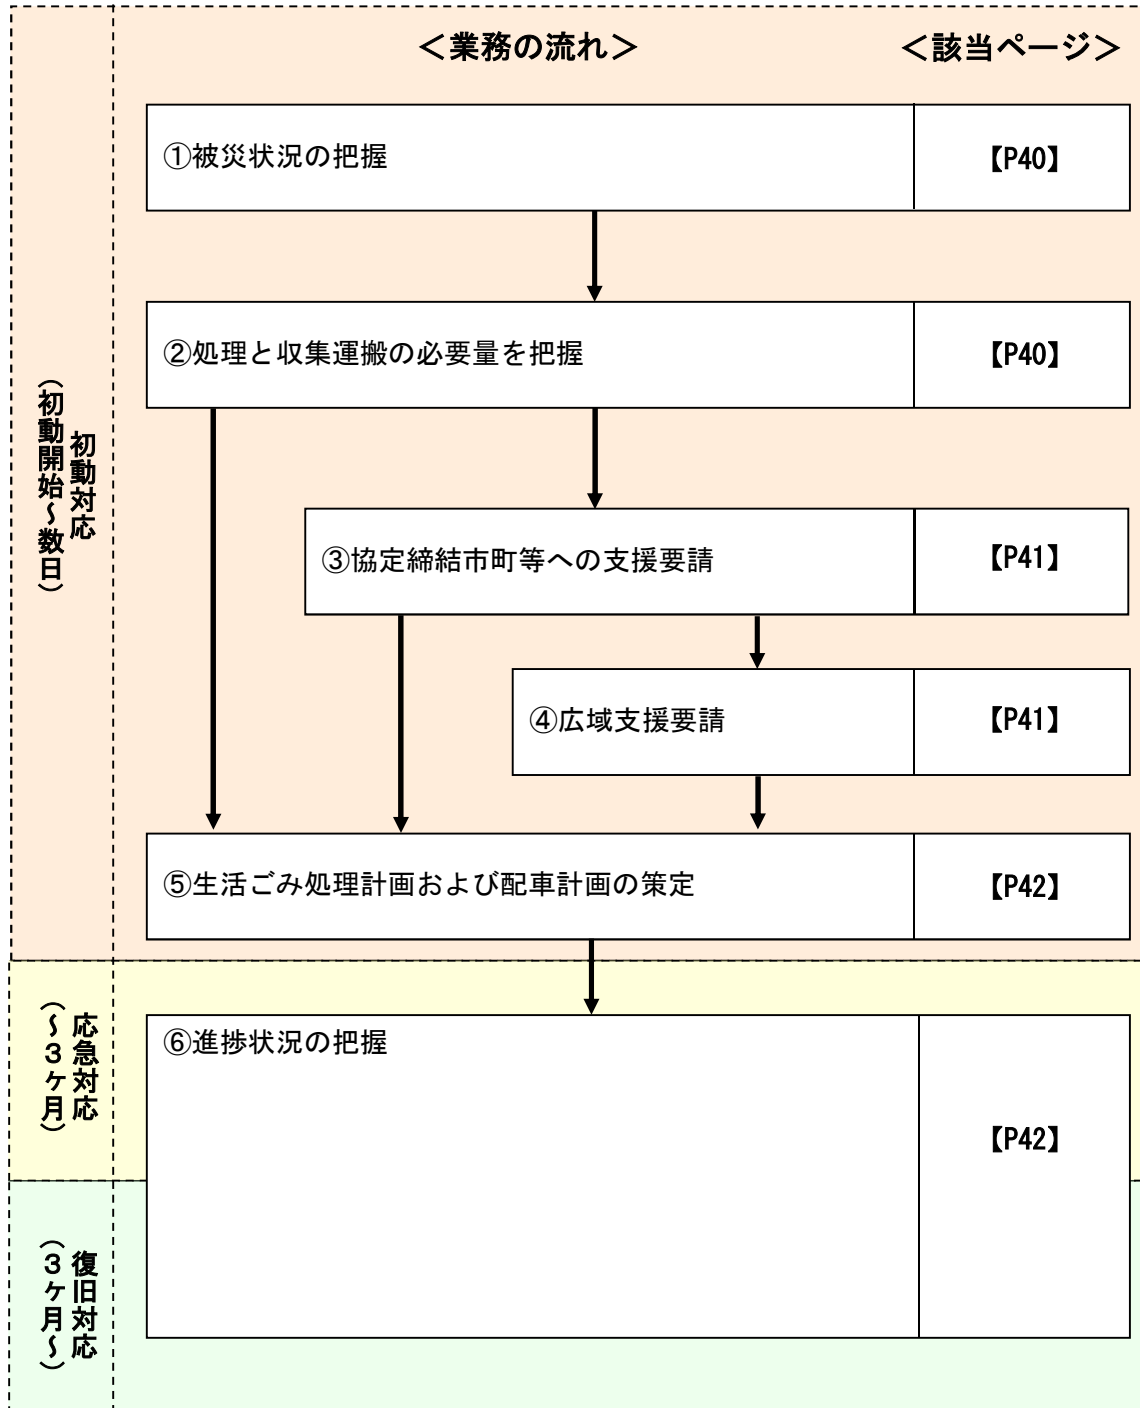 ＜業務の流れ＞
＜該当ページ＞
①被災状況の把握
【P40】
②処理と収集運搬の必要量を把握
【P40】
初動対応
（初動開始～数日）
③協定締結市町等への支援要請
【P41】
④広域支援要請
【P41】
⑤生活ごみ処理計画および配車計画の策定
【P42】
応急対応
（～３ヶ月）
⑥進捗状況の把握
【P42】
復旧対応
（３ヶ月～）